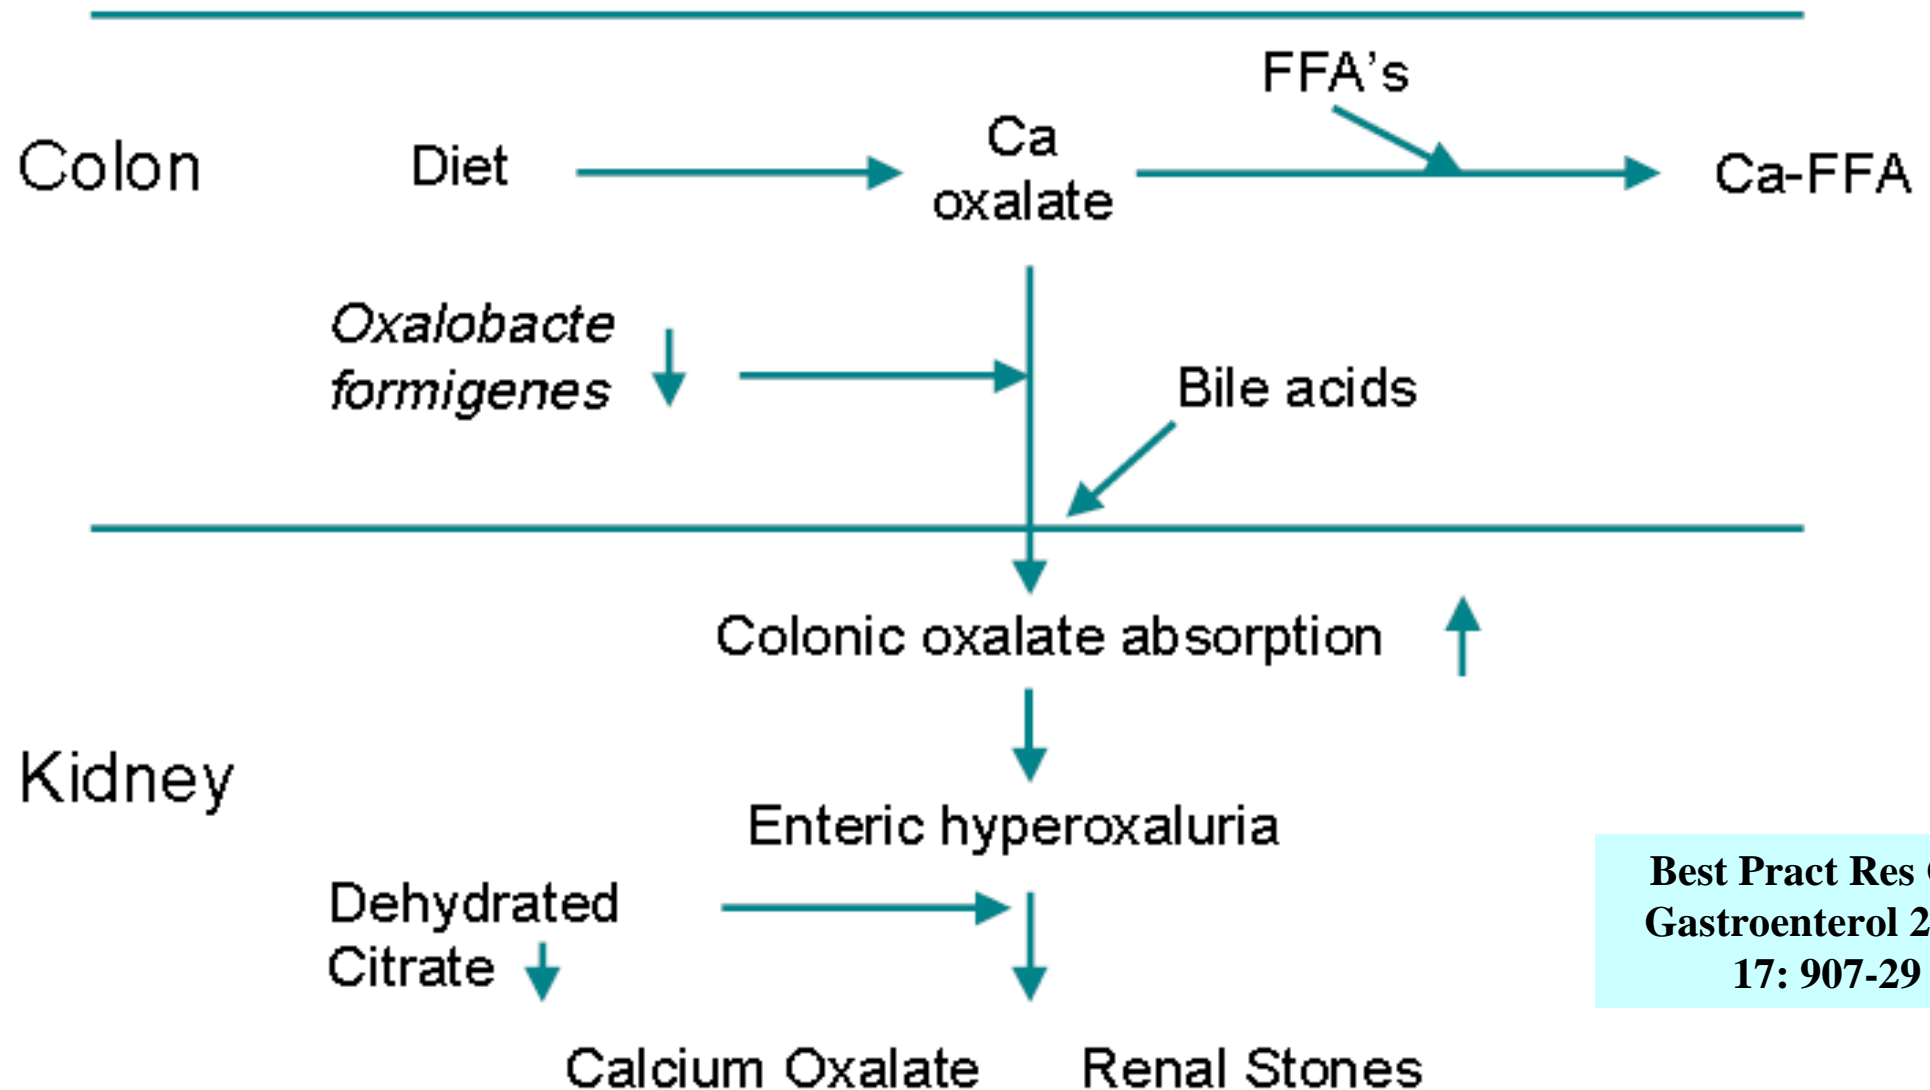 FFA's
Colon
Diet
Ca
oxalate
Ca-FFA
Oxalobacte
formigenes
Bile acids
Colonic oxalate absorption
Kidney
Enteric hyperoxaluria
Dehydrated
Citrate
Best Pract Res
Gastroenterol 2
17: 907-29
Calcium Oxalate Renal Stones